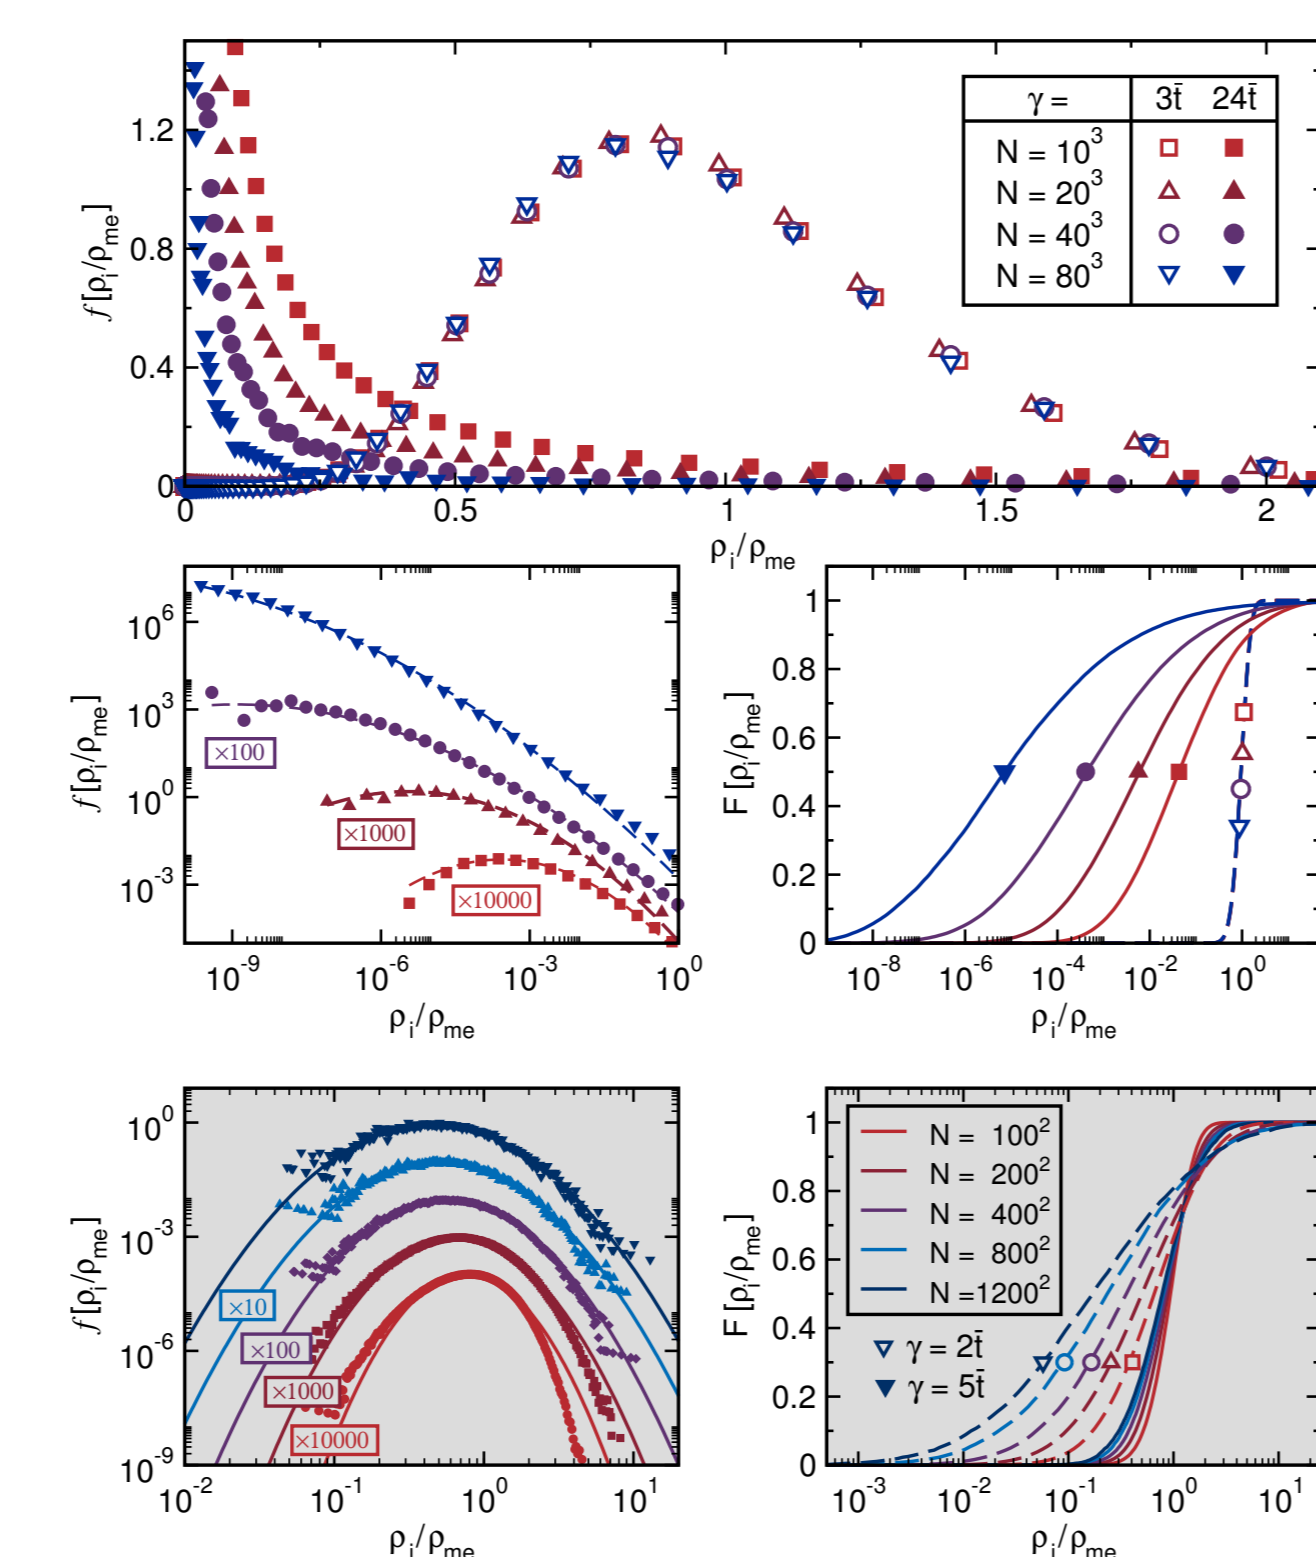 f[ρi/ρme]
1.2
0.8
0.4
0
0 0.5 1 1.5 2
ρi/ρme
γ = 3t̄ 24t̄
N = 10³
N = 20³
N = 40³
N = 80³
f[ρi/ρme]
10⁶
10³
10⁰
10⁻³
×100
×1000
×10000
10⁻⁹ 10⁻⁶ 10⁻³ 10⁰
ρi/ρme
F [ρi/ρme]
1
0.8
0.6
0.4
0.2
0
10⁻⁸ 10⁻⁶ 10⁻⁴ 10⁻² 10⁰
ρi/ρme
f[ρi/ρme]
10⁰
10⁻³
10⁻⁶
10⁻⁹
×10
×100
×1000
×10000
10⁻² 10⁻¹ 10⁰ 10¹
ρi/ρme
F [ρi/ρme]
1
0.8
0.6
0.4
0.2
0
N = 100²
N = 200²
N = 400²
N = 800²
N =1200²
γ = 2t̄
γ = 5t̄
10⁻³ 10⁻² 10⁻¹ 10⁰ 10¹
ρi/ρme